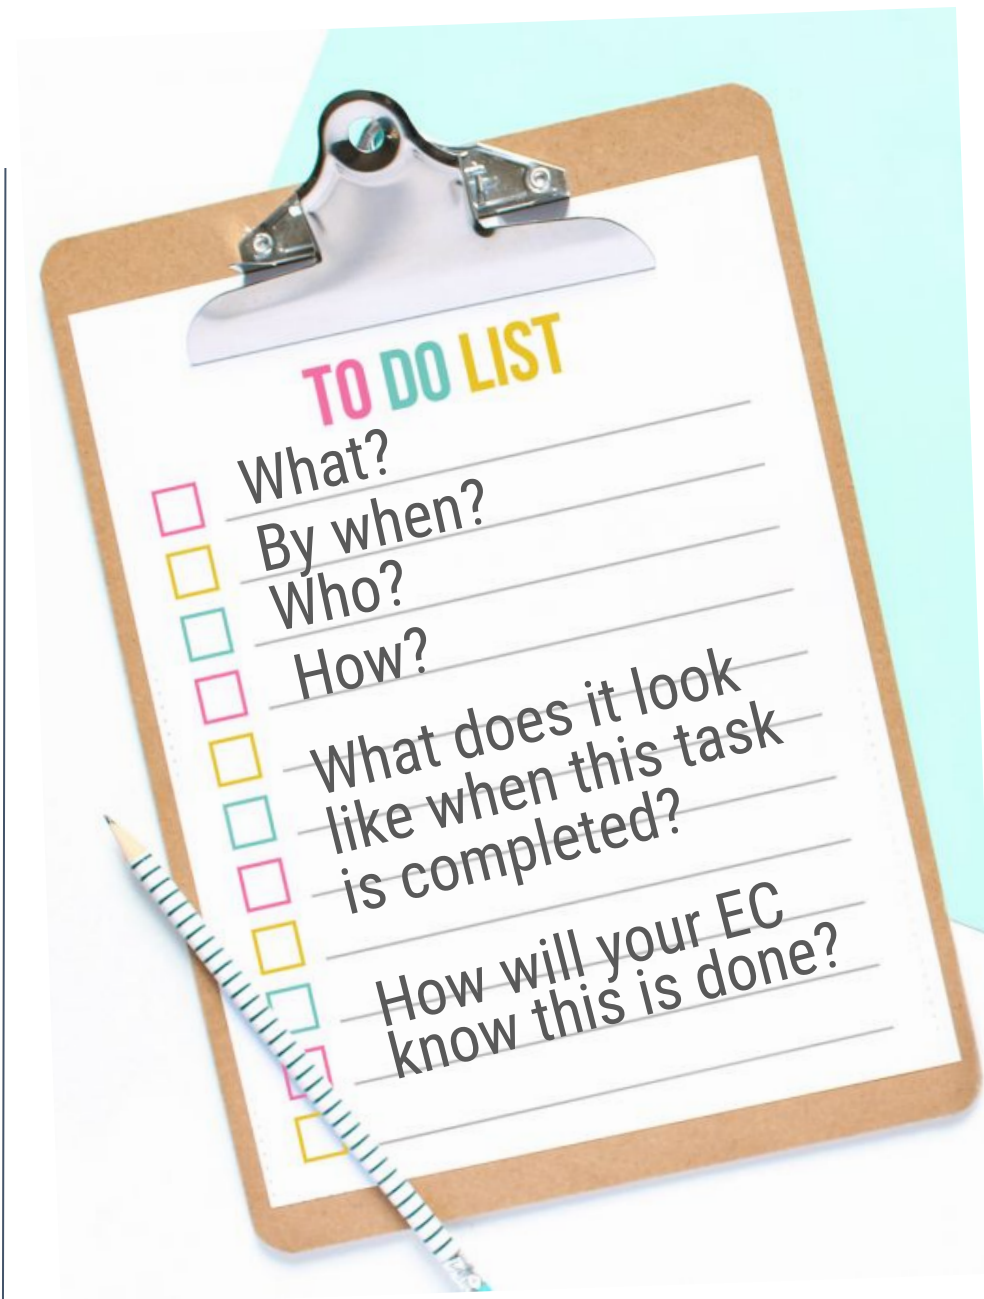 TO DO LIST
What?
By when?
Who?
How?
What does it look
like when this task
is completed?
How will your EC
know this is done?